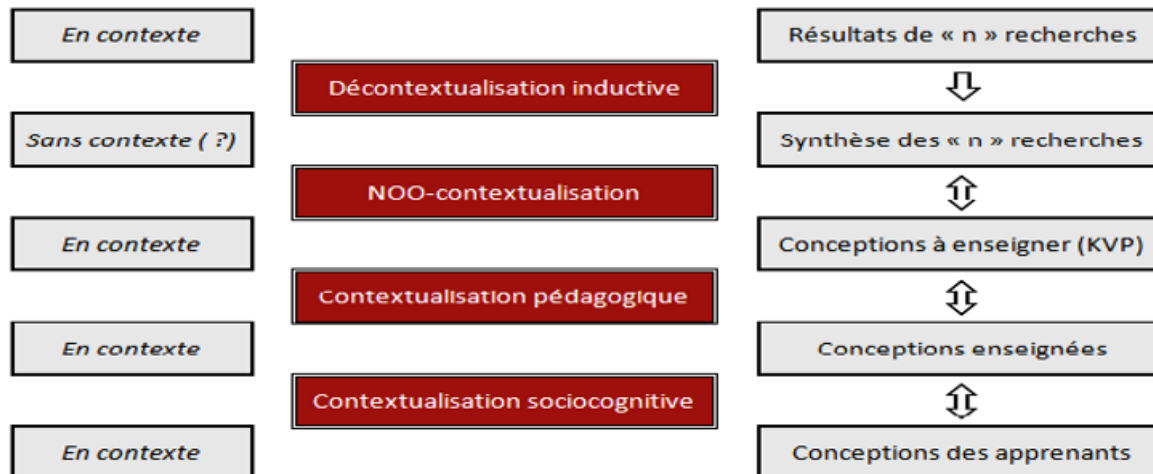 En contexte
Résultats de « n » recherches
Décontextualisation inductive
Sans contexte ( ?)
Synthèse des « n » recherches
NOO-contextualisation
En contexte
Conceptions à enseigner (KVP)
Contextualisation pédagogique
En contexte
Conceptions enseignées
Contextualisation sociocognitive
En contexte
Conceptions des apprenants